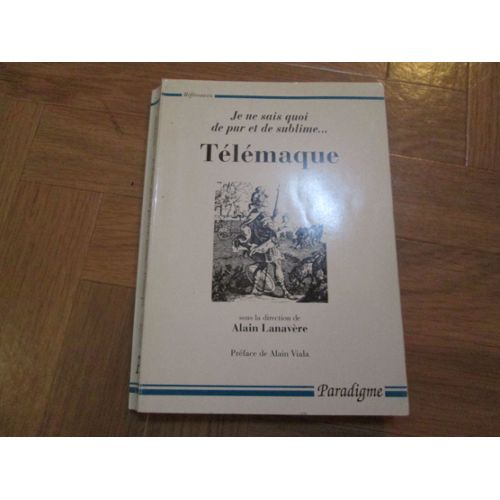 Références
Je ne sais quoi
de pur et de sublime...
Télémaque
sous la direction de
Alain Lanavère
Préface de Alain Viala
Paradigme